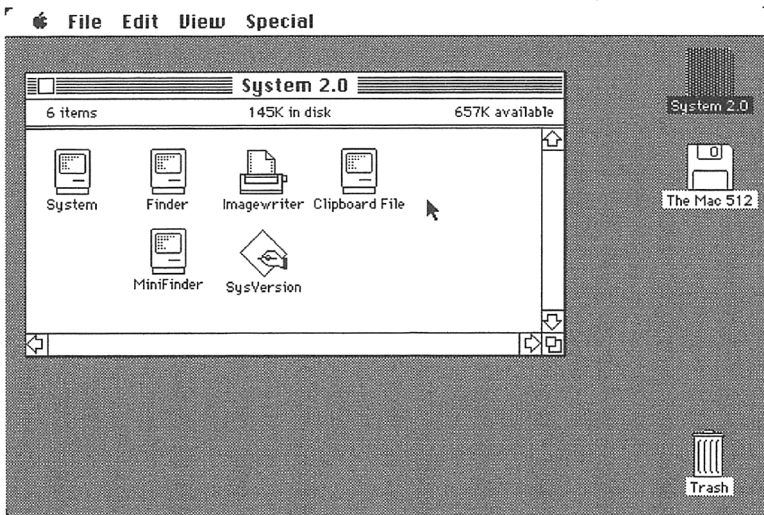 File Edit View Special
System 2.0
6 items 145K in disk 657K available
System Finder Imagewriter Clipboard File
MiniFinder SysVersion
System 2.0
The Mac 512
Trash